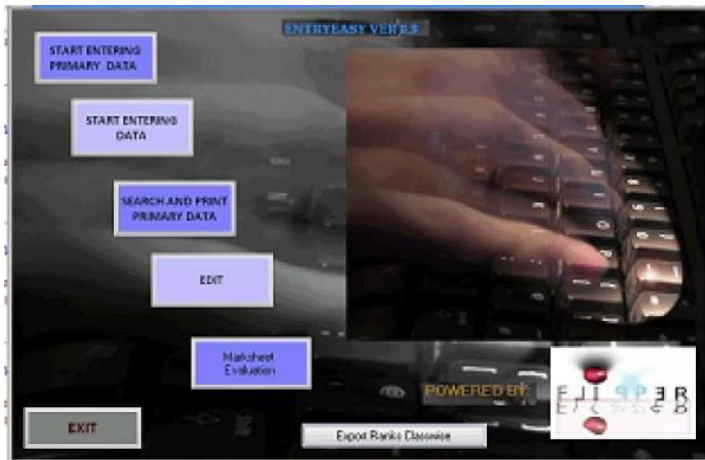 ENTRYEASY VER 0.9
START ENTERING
PRIMARY DATA
START ENTERING
DATA
SEARCH AND PRINT
PRIMARY DATA
EDIT
Marksheet
Evaluation
POWERED BY:
EXIT
Export Ranks Classwise